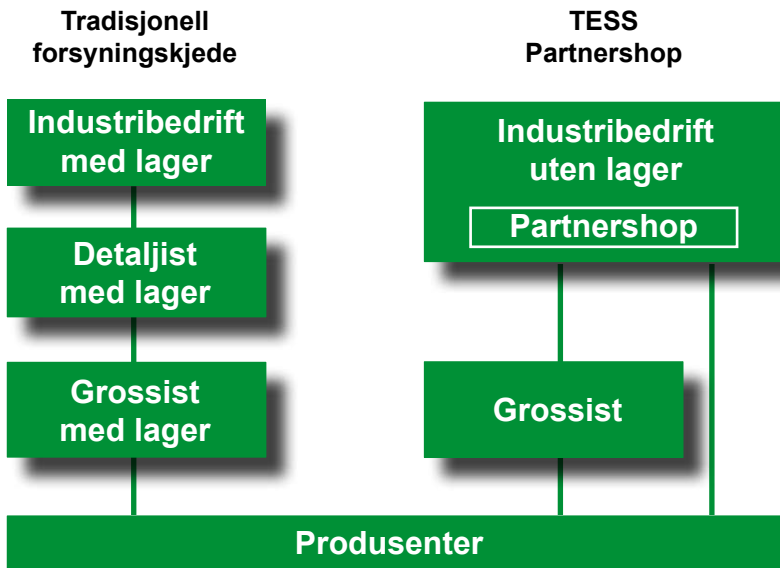 Tradisjonell
forsyningskjede
Industribedrift
med lager
Detaljist
med lager
Grossist
med lager
TESS
Partnershop
Industribedrift
uten lager
Partnershop
Grossist
Produsenter